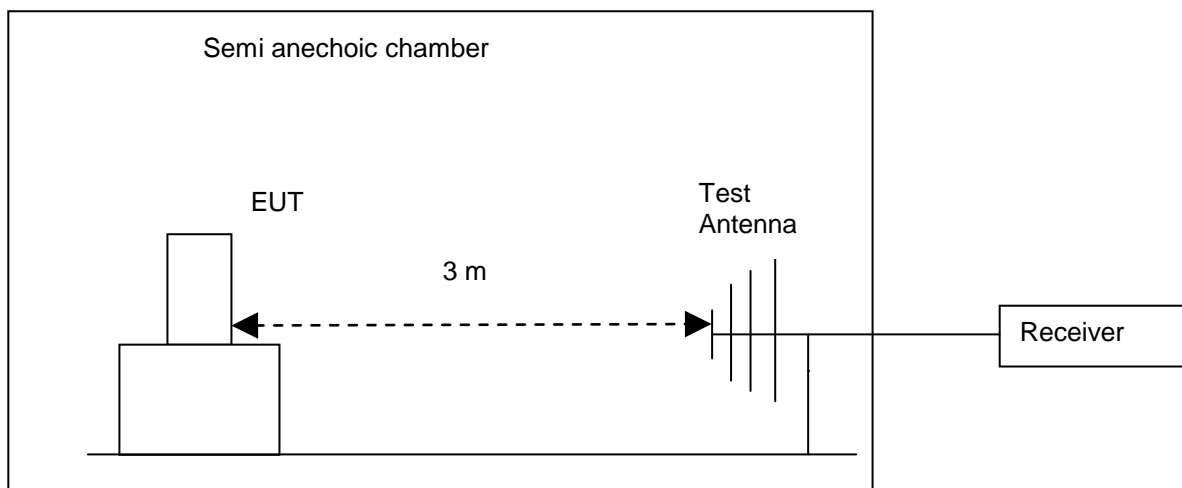 Semi anechoic chamber
EUT
Test
Antenna
3 m
Receiver